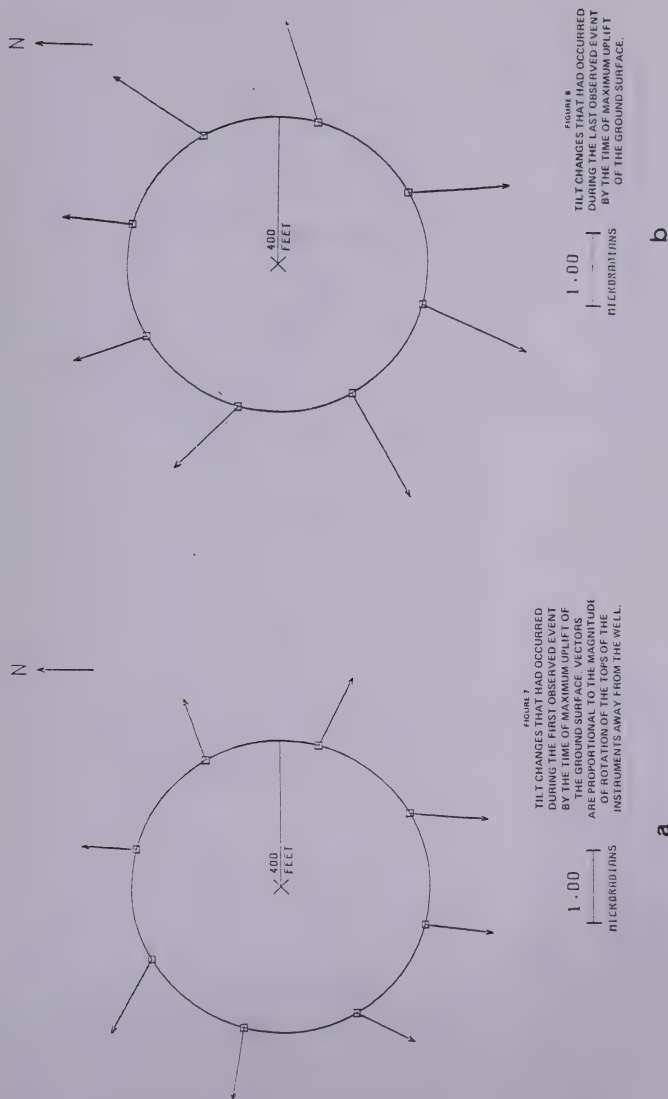 N
400
FEET
1.00
MICRORADIANS
FIGURE 7
TILT CHANGES THAT HAD OCCURRED
DURING THE FIRST OBSERVED EVENT
BY THE TIME OF MAXIMUM UPLIFT OF
THE GROUND SURFACE. VECTORS
ARE PROPORTIONAL TO THE MAGNITUDE
OF ROTATION OF THE TOPS OF THE
INSTRUMENTS AWAY FROM THE WELL.
a
N
400
FEET
1.00
MICRORADIANS
FIGURE 8
TILT CHANGES THAT HAD OCCURRED
DURING THE LAST OBSERVED EVENT
BY THE TIME OF MAXIMUM UPLIFT
OF THE GROUND SURFACE.
b